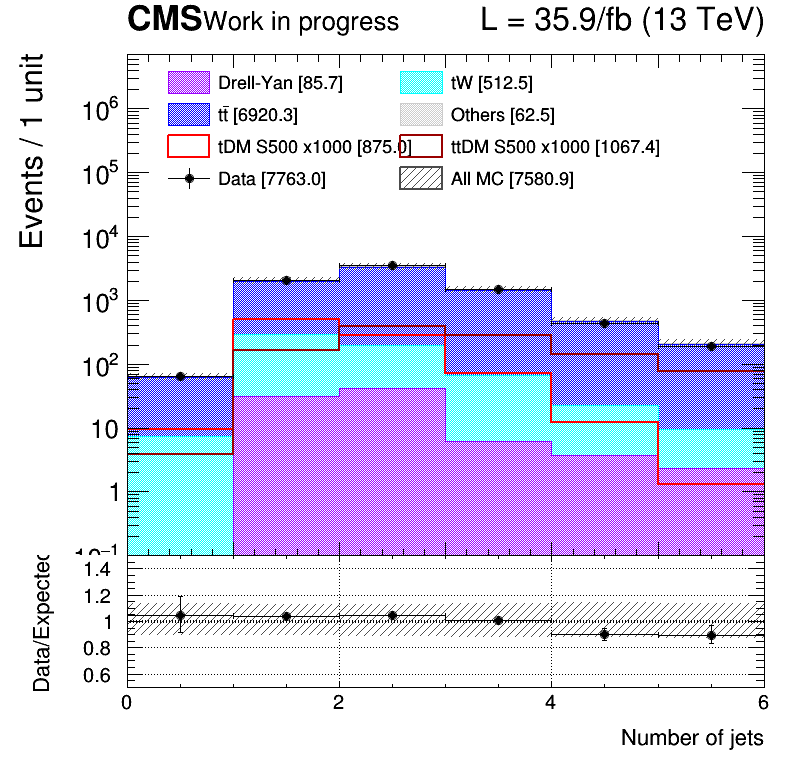 CMS Work in progress L = 35.9/fb (13 TeV)
Events / 1 unit
Drell-Yan [85.7] tW [512.5]
tt̄ [6920.3] Others [62.5]
tDM S500 x1000 [875.0] ttDM S500 x1000 [1067.4]
Data [7763.0] All MC [7580.9]
10⁶
10⁵
10⁴
10³
10²
10
1
10⁻¹
Data/Expected
1.4
1.2
1
0.8
0.6
0 2 4 6
Number of jets